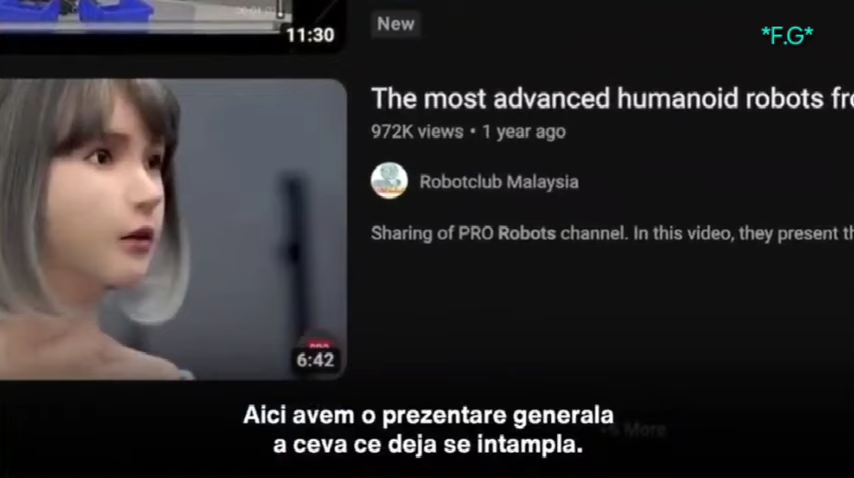 11:30
New
*F.G*
The most advanced humanoid robots fro
972K views • 1 year ago
Robotclub Malaysia
Sharing of PRO Robots channel. In this video, they present th
6:42
More
Aici avem o prezentare generala
a ceva ce deja se intampla.